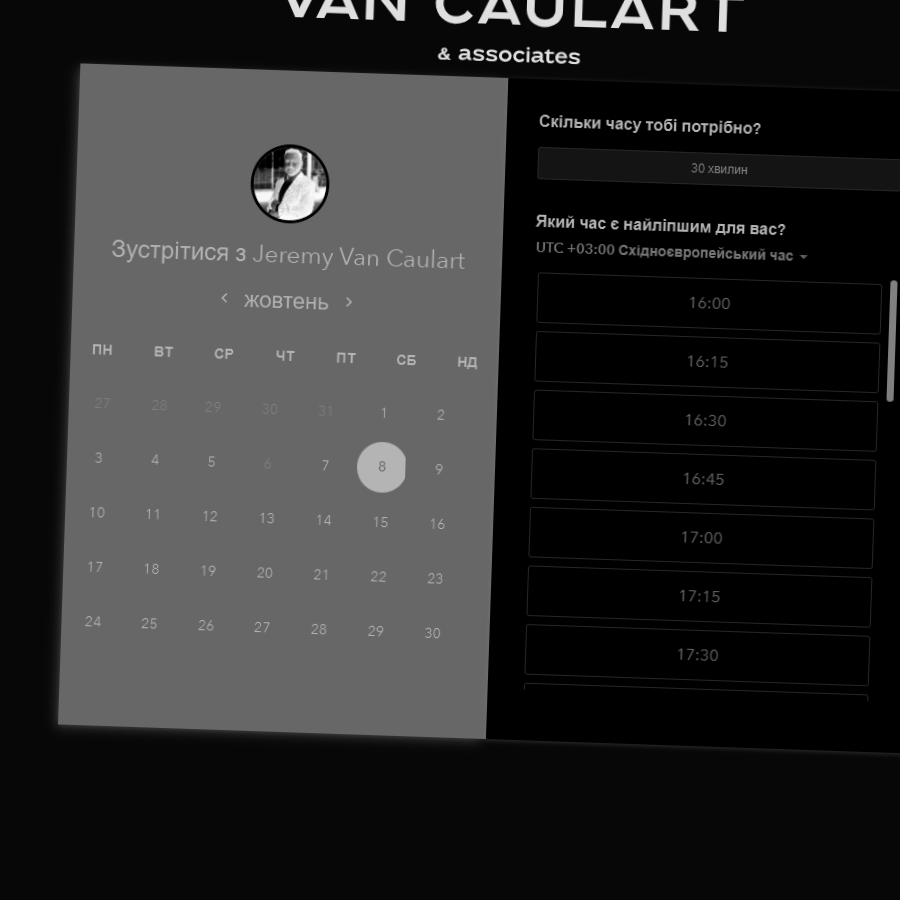 VAN CAULART
& associates
Зустрітися з Jeremy Van Caulart
жовтень
ПН ВТ СР ЧТ ПТ СБ НД
27 28 29 30 31 1 2
3 4 5 6 7 8 9
10 11 12 13 14 15 16
17 18 19 20 21 22 23
24 25 26 27 28 29 30
Скільки часу тобі потрібно?
30 хвилин
Який час є найліпшим для вас?
UTC +03:00 Східноєвропейський час
16:00
16:15
16:30
16:45
17:00
17:15
17:30